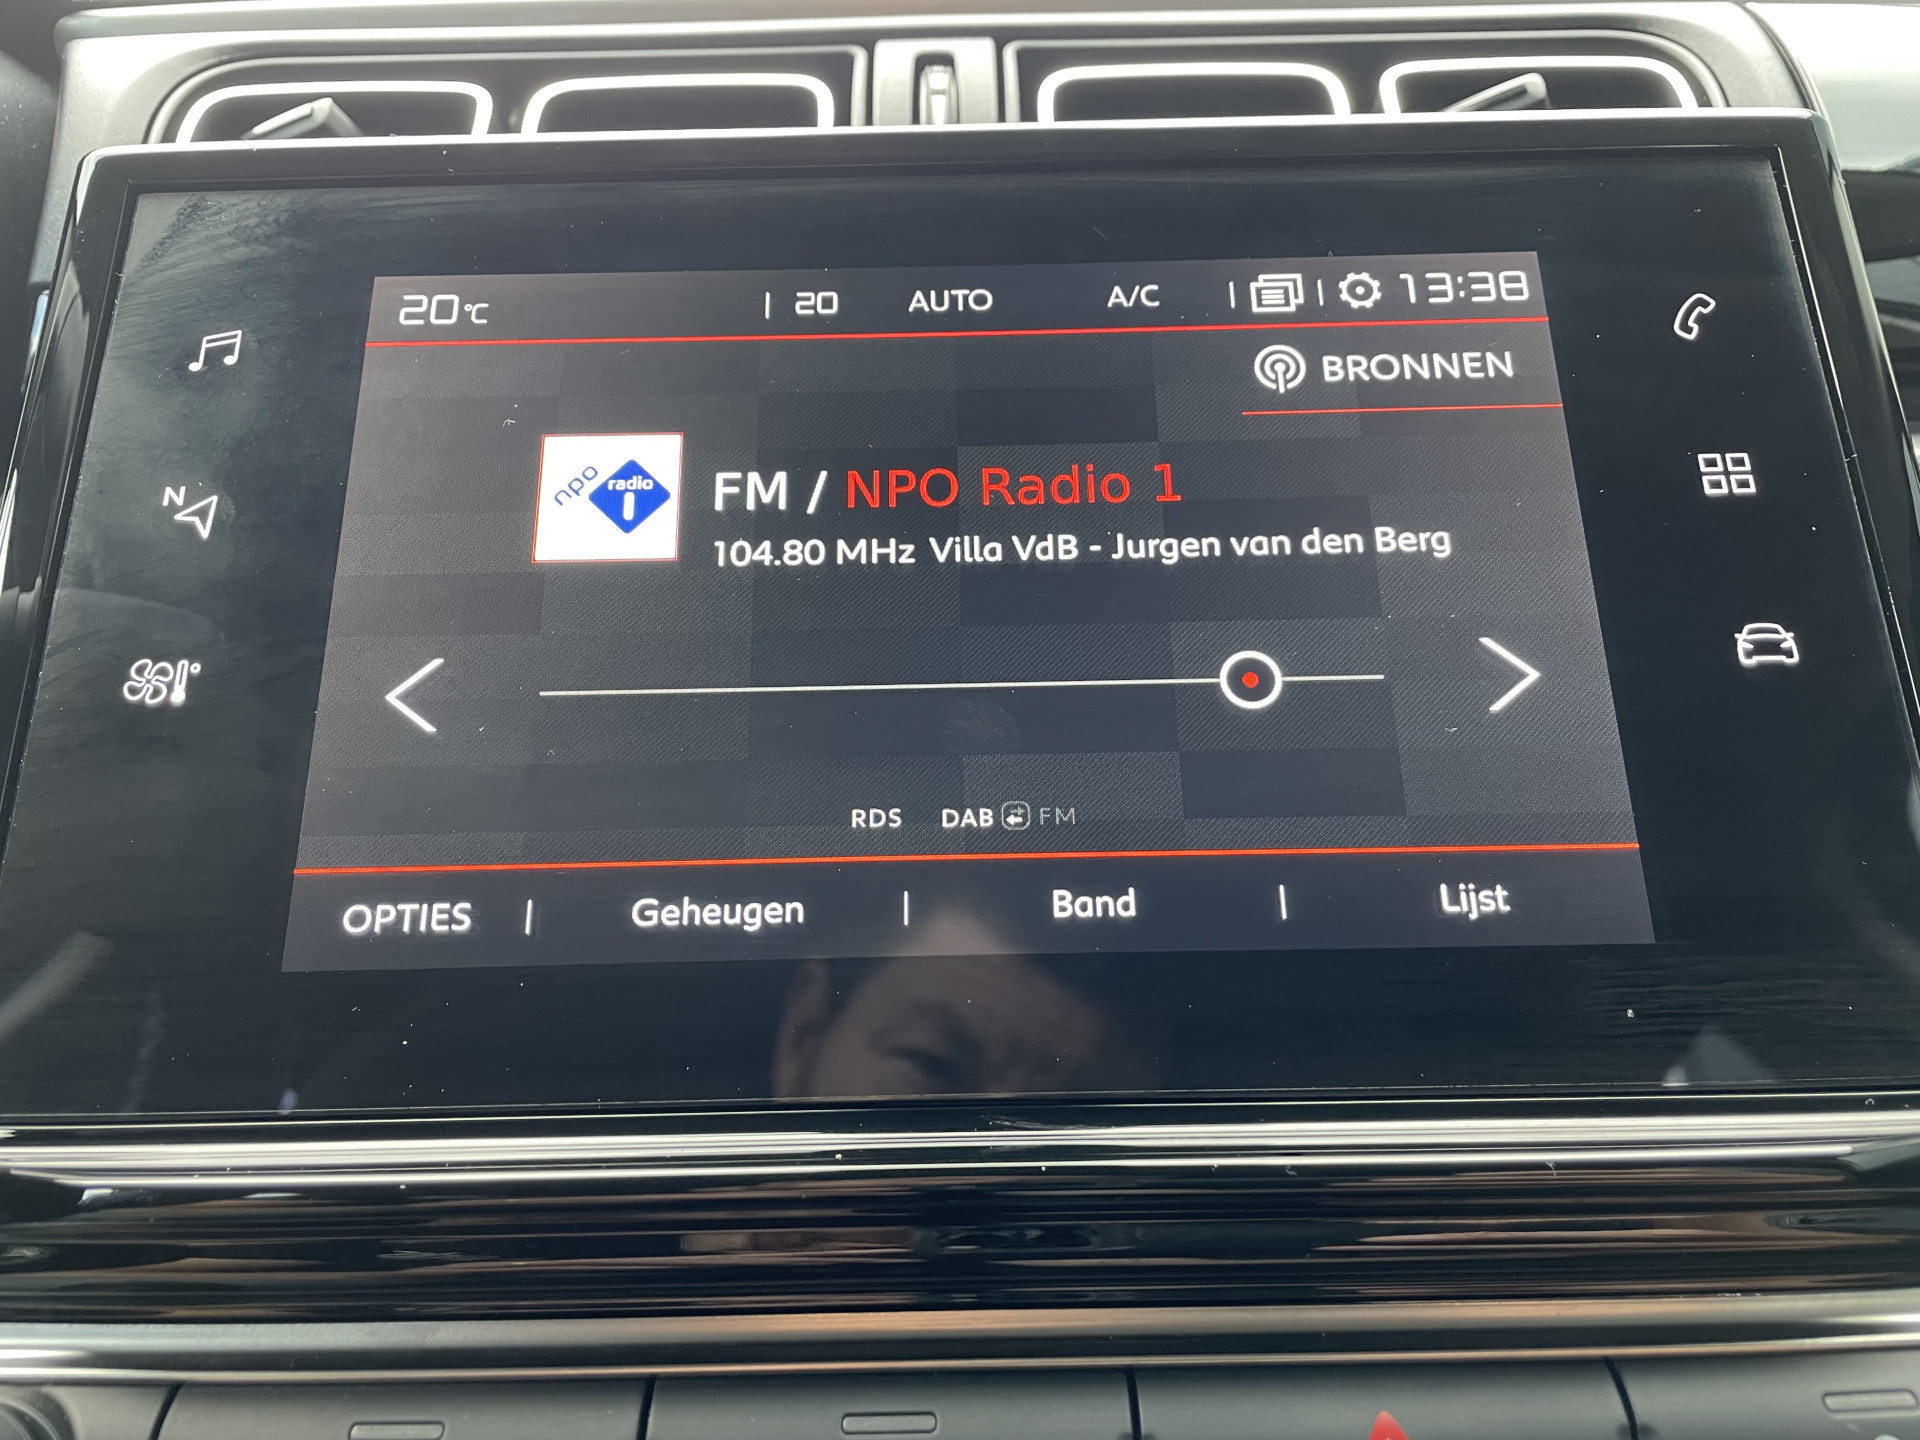 20°C | 20 AUTO A/C | | 13:38
BRONNEN
npo radio 1
FM / NPO Radio 1
104.80 MHz Villa VdB - Jurgen van den Berg
N
RDS DAB FM
OPTIES | Geheugen | Band | Lijst